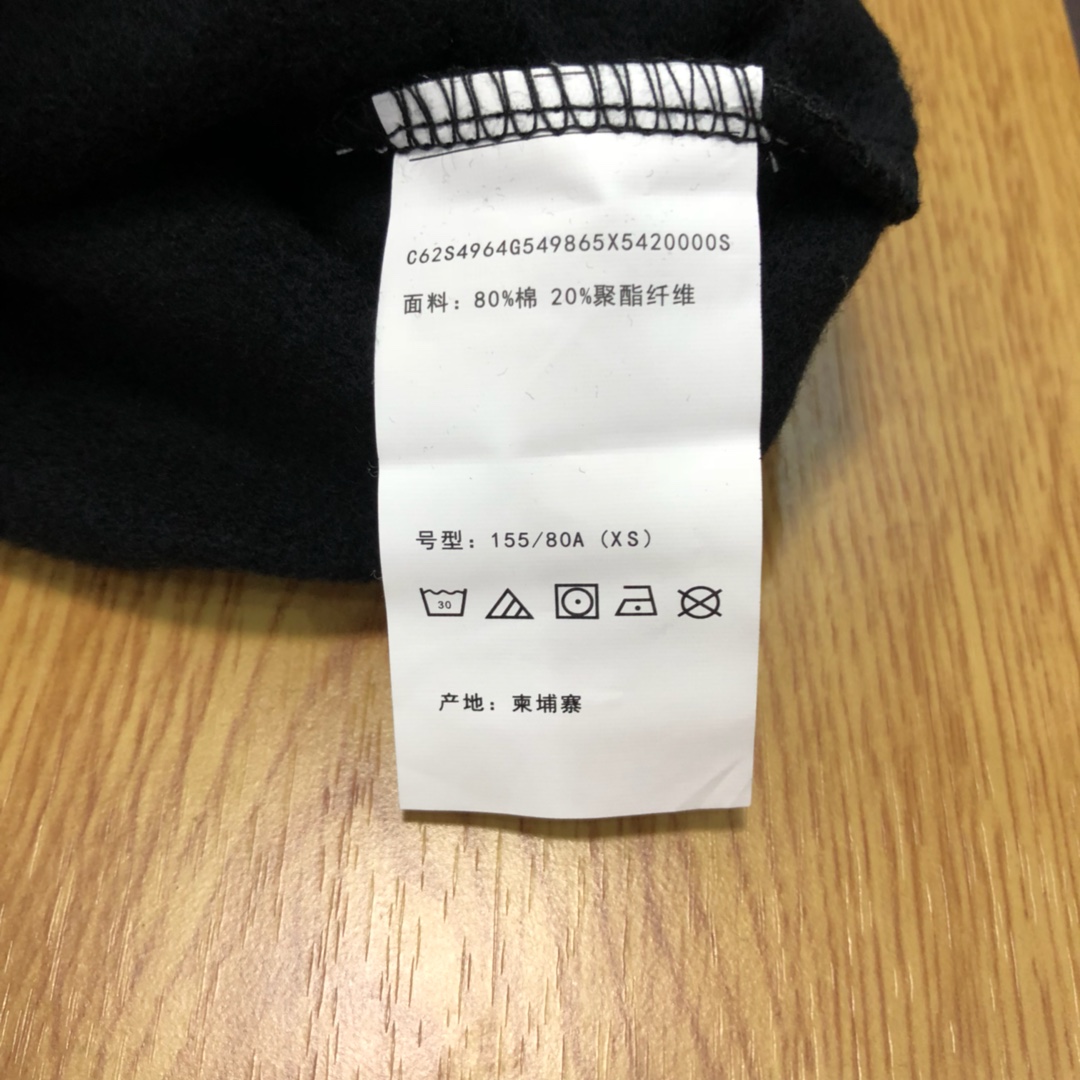 C62S4964G549865X5420000S
面料：80%棉 20%聚酯纤维
号型：155/80A（XS）
30
产地：柬埔寨